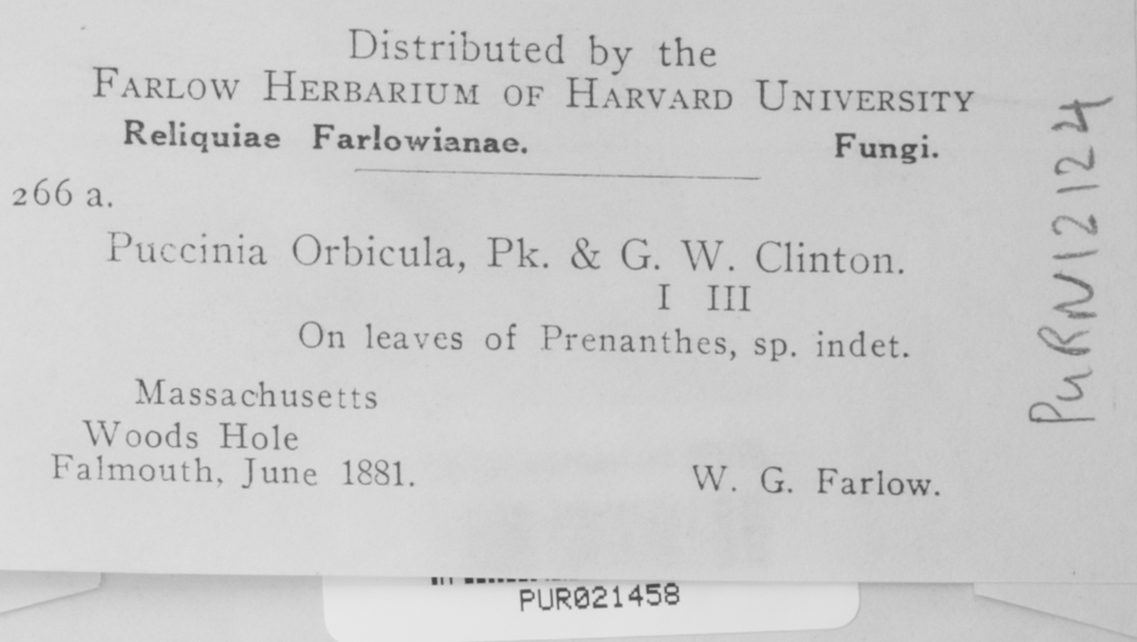 Distributed by the
FARLOW HERBARIUM OF HARVARD UNIVERSITY
Reliquiae Farlowianae. Fungi.
266 a.
Puccinia Orbicula, Pk. & G. W. Clinton.
I III
On leaves of Prenanthes, sp. indet.
Massachusetts
Woods Hole
Falmouth, June 1881. W. G. Farlow.
PURN12124
PUR021458